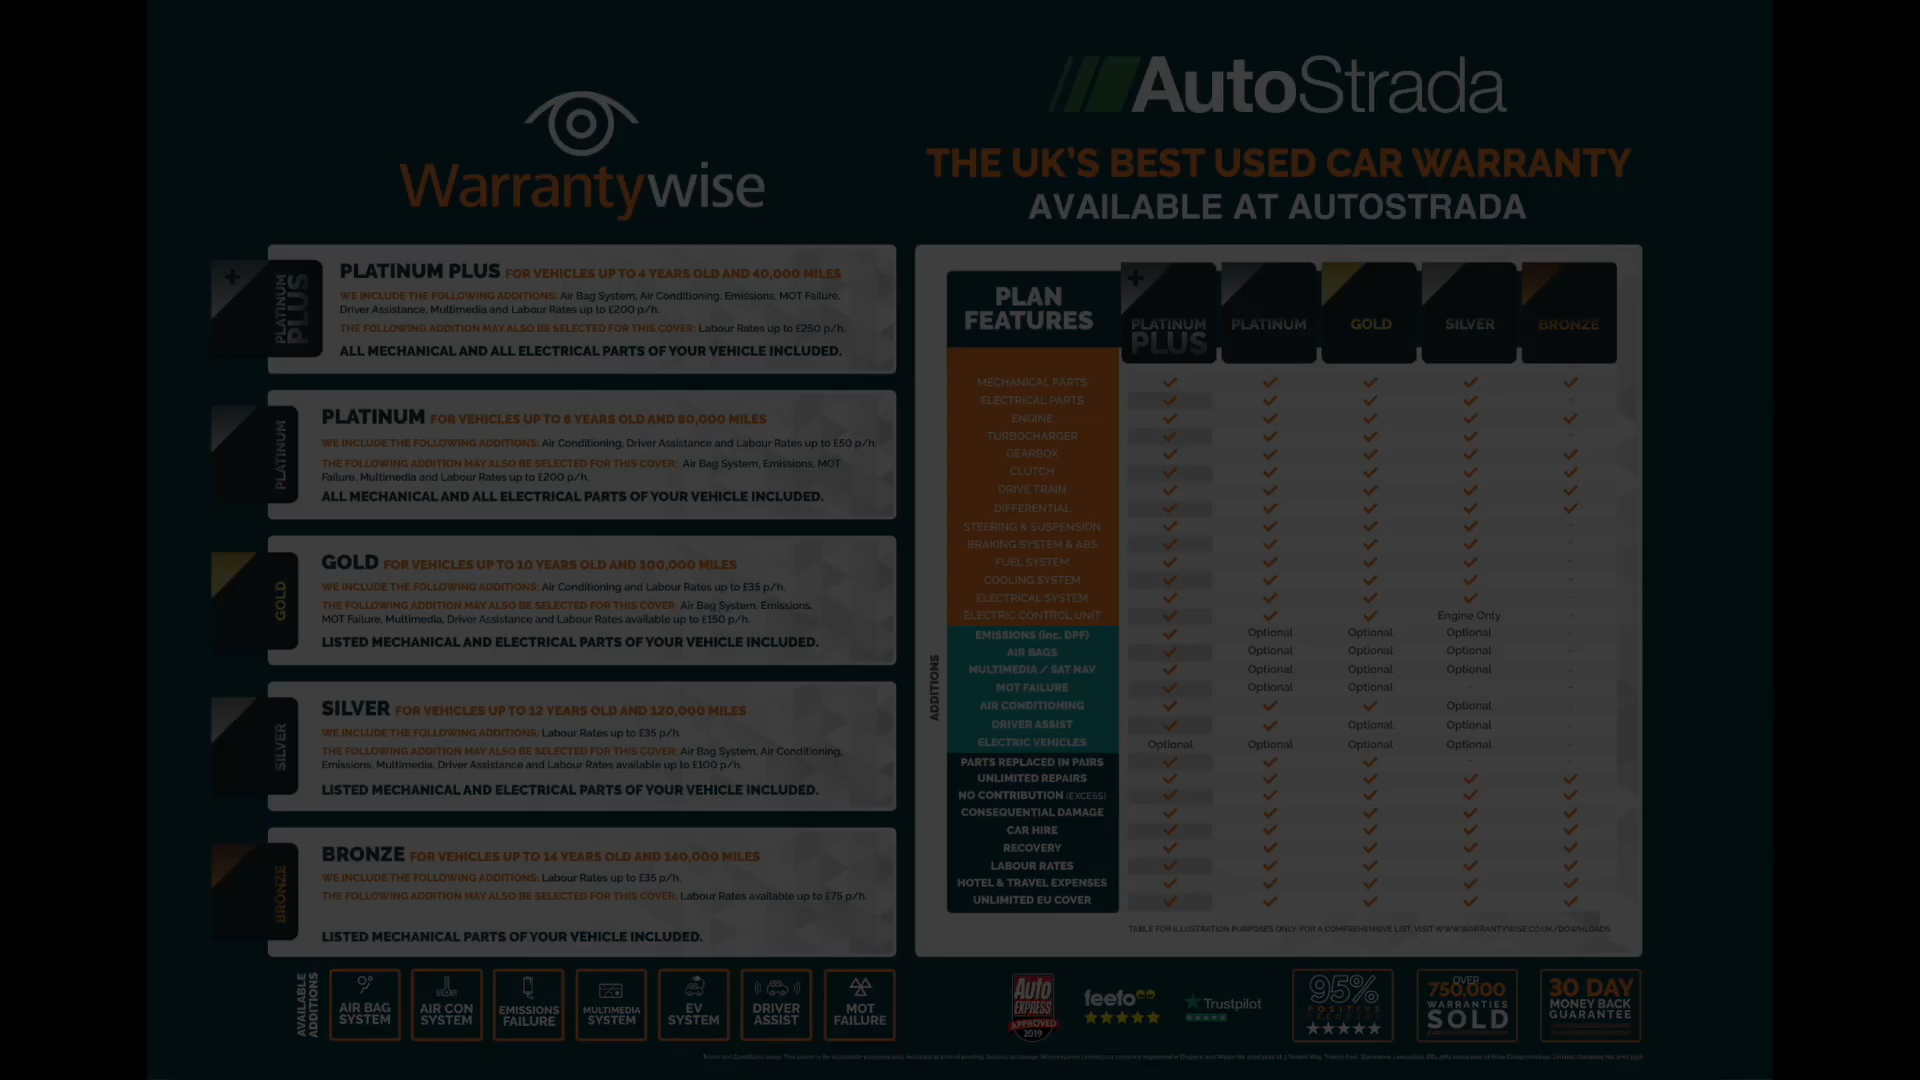 Warrantywise
AutoStrada
THE UK'S BEST USED CAR WARRANTY
AVAILABLE AT AUTOSTRADA
+
PLATINUM
PLUS
PLATINUM PLUS FOR VEHICLES UP TO 4 YEARS OLD AND 40,000 MILES
WE INCLUDE THE FOLLOWING ADDITIONS: Air Bag System, Air Conditioning, Emissions, MOT Failure,
Driver Assistance, Multimedia and Labour Rates up to £200 p/h.
THE FOLLOWING ADDITION MAY ALSO BE SELECTED FOR THIS COVER: Labour Rates up to £250 p/h.
ALL MECHANICAL AND ALL ELECTRICAL PARTS OF YOUR VEHICLE INCLUDED.
PLATINUM
PLATINUM FOR VEHICLES UP TO 8 YEARS OLD AND 80,000 MILES
WE INCLUDE THE FOLLOWING ADDITIONS: Air Conditioning, Driver Assistance and Labour Rates up to £50 p/h.
THE FOLLOWING ADDITION MAY ALSO BE SELECTED FOR THIS COVER: Air Bag System, Emissions, MOT
Failure, Multimedia and Labour Rates up to £200 p/h.
ALL MECHANICAL AND ALL ELECTRICAL PARTS OF YOUR VEHICLE INCLUDED.
GOLD
GOLD FOR VEHICLES UP TO 10 YEARS OLD AND 100,000 MILES
WE INCLUDE THE FOLLOWING ADDITIONS: Air Conditioning and Labour Rates up to £35 p/h.
THE FOLLOWING ADDITION MAY ALSO BE SELECTED FOR THIS COVER: Air Bag System, Emissions,
MOT Failure, Multimedia, Driver Assistance and Labour Rates available up to £150 p/h.
LISTED MECHANICAL AND ELECTRICAL PARTS OF YOUR VEHICLE INCLUDED.
SILVER
SILVER FOR VEHICLES UP TO 12 YEARS OLD AND 120,000 MILES
WE INCLUDE THE FOLLOWING ADDITIONS: Labour Rates up to £35 p/h.
THE FOLLOWING ADDITION MAY ALSO BE SELECTED FOR THIS COVER: Air Bag System, Air Conditioning,
Emissions, Multimedia, Driver Assistance and Labour Rates available up to £100 p/h.
LISTED MECHANICAL AND ELECTRICAL PARTS OF YOUR VEHICLE INCLUDED.
BRONZE
BRONZE FOR VEHICLES UP TO 14 YEARS OLD AND 140,000 MILES
WE INCLUDE THE FOLLOWING ADDITIONS: Labour Rates up to £35 p/h.
THE FOLLOWING ADDITION MAY ALSO BE SELECTED FOR THIS COVER: Labour Rates available up to £75 p/h.
LISTED MECHANICAL PARTS OF YOUR VEHICLE INCLUDED.
AVAILABLE
ADDITIONS
AIR BAG
SYSTEM
AIR CON
SYSTEM
EMISSIONS
FAILURE
MULTIMEDIA
SYSTEM
EV
SYSTEM
DRIVER
ASSIST
MOT
FAILURE
PLAN
FEATURES
+
PLATINUM
PLUS
PLATINUM
GOLD
SILVER
BRONZE
MECHANICAL PARTS ✓ ✓ ✓ ✓ ✓
ELECTRICAL PARTS ✓ ✓ ✓ ✓ -
ENGINE ✓ ✓ ✓ ✓ ✓
TURBOCHARGER ✓ ✓ ✓ ✓ -
GEARBOX ✓ ✓ ✓ ✓ ✓
CLUTCH ✓ ✓ ✓ ✓ ✓
DRIVE TRAIN ✓ ✓ ✓ ✓ ✓
DIFFERENTIAL ✓ ✓ ✓ ✓ ✓
STEERING & SUSPENSION ✓ ✓ ✓ ✓ -
BRAKING SYSTEM & ABS ✓ ✓ ✓ ✓ -
FUEL SYSTEM ✓ ✓ ✓ ✓ -
COOLING SYSTEM ✓ ✓ ✓ ✓ -
ELECTRICAL SYSTEM ✓ ✓ ✓ ✓ -
ELECTRIC CONTROL UNIT ✓ ✓ ✓ Engine Only -
ADDITIONS
EMISSIONS (inc. DPF) ✓ Optional Optional Optional -
AIR BAGS ✓ Optional Optional Optional -
MULTIMEDIA / SAT NAV ✓ Optional Optional Optional -
MOT FAILURE ✓ Optional Optional - -
AIR CONDITIONING ✓ ✓ ✓ Optional -
DRIVER ASSIST ✓ ✓ Optional Optional -
ELECTRIC VEHICLES Optional Optional Optional Optional -
PARTS REPLACED IN PAIRS ✓ ✓ ✓ - -
UNLIMITED REPAIRS ✓ ✓ ✓ ✓ ✓
NO CONTRIBUTION (EXCESS) ✓ ✓ ✓ ✓ ✓
CONSEQUENTIAL DAMAGE ✓ ✓ ✓ ✓ ✓
CAR HIRE ✓ ✓ ✓ ✓ ✓
RECOVERY ✓ ✓ ✓ ✓ ✓
LABOUR RATES ✓ ✓ ✓ ✓ ✓
HOTEL & TRAVEL EXPENSES ✓ ✓ ✓ ✓ ✓
UNLIMITED EU COVER ✓ ✓ ✓ ✓ ✓
TABLE FOR ILLUSTRATION PURPOSES ONLY. FOR A COMPREHENSIVE LIST, VISIT WWW.WARRANTYWISE.CO.UK/DOWNLOADS
Auto
EXPRESS
APPROVED
2019
feefo
Trustpilot
95%
POSITIVE
OVER
750,000
WARRANTIES
SOLD
30 DAY
MONEY BACK
GUARANTEE